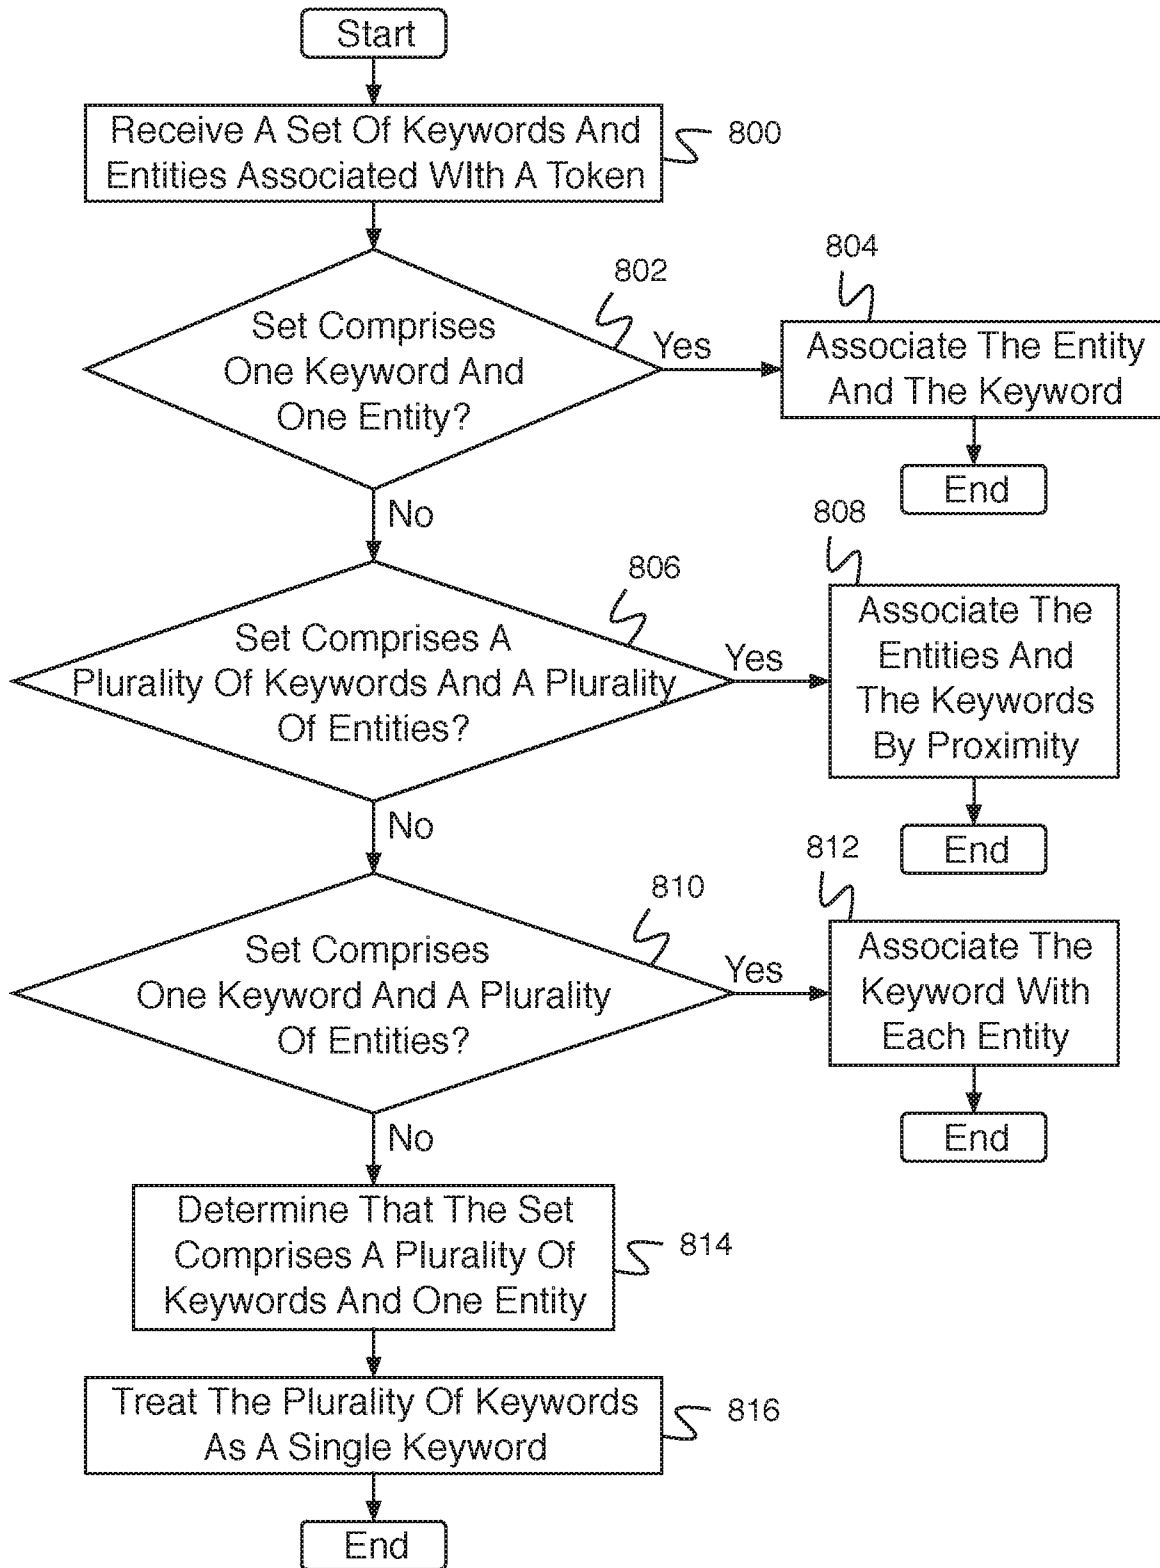 Start
Receive A Set Of Keywords And
Entities Associated WIth A Token
800
802
Set Comprises
One Keyword And
One Entity?
Yes
804
Associate The Entity
And The Keyword
End
No
806
Set Comprises A
Plurality Of Keywords And A Plurality
Of Entities?
Yes
808
Associate The
Entities And
The Keywords
By Proximity
End
No
810
Set Comprises
One Keyword And A Plurality
Of Entities?
Yes
812
Associate The
Keyword With
Each Entity
End
No
Determine That The Set
Comprises A Plurality Of
Keywords And One Entity
814
Treat The Plurality Of Keywords
As A Single Keyword
816
End